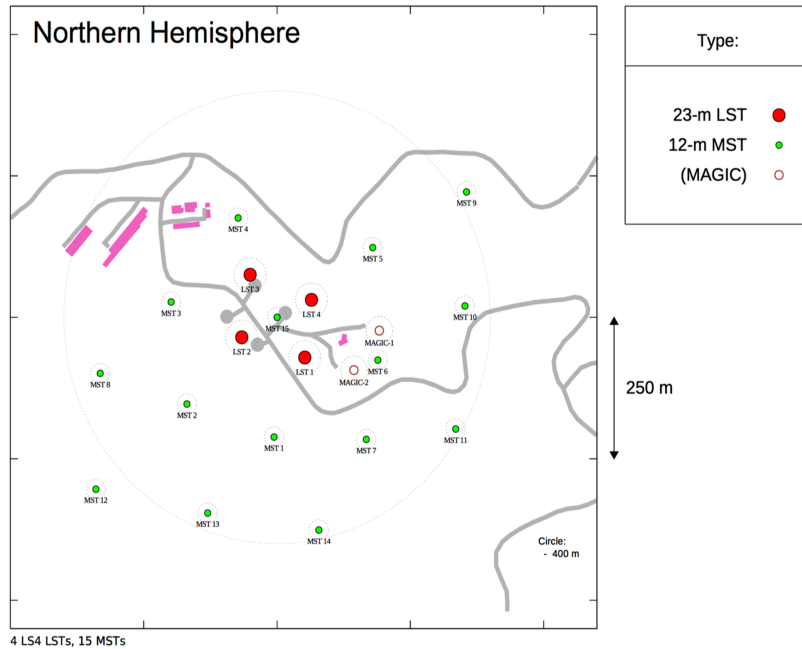 Northern Hemisphere
Type:
23-m LST
12-m MST
(MAGIC)
MST 9
MST 4
MST 5
LST 3
LST 4
MST 3
MST 15
MST 10
MAGIC-1
LST 2
LST 1
MST 6
MAGIC-2
MST 8
250 m
MST 2
MST 1
MST 7
MST 11
MST 12
MST 13
MST 14
Circle:
- 400 m
4 LS4 LSTs, 15 MSTs